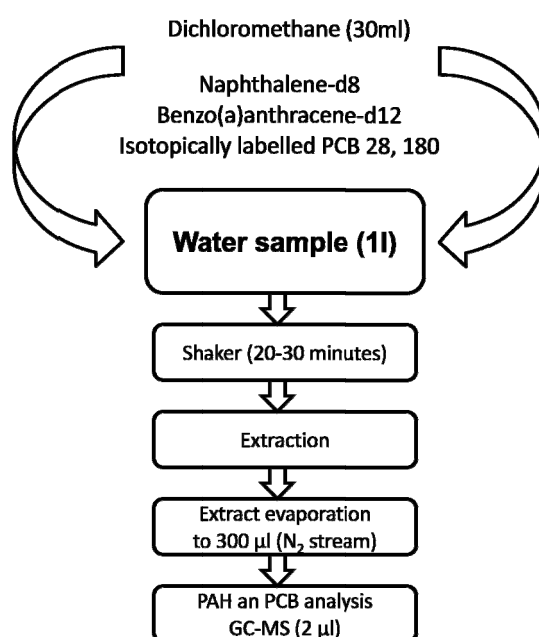 Dichloromethane (30ml)
Naphthalene-d8
Benzo(a)anthracene-d12
Isotopically labelled PCB 28, 180
Water sample (1l)
Shaker (20-30 minutes)
Extraction
Extract evaporation
to 300 µl (N₂ stream)
PAH an PCB analysis
GC-MS (2 µl)